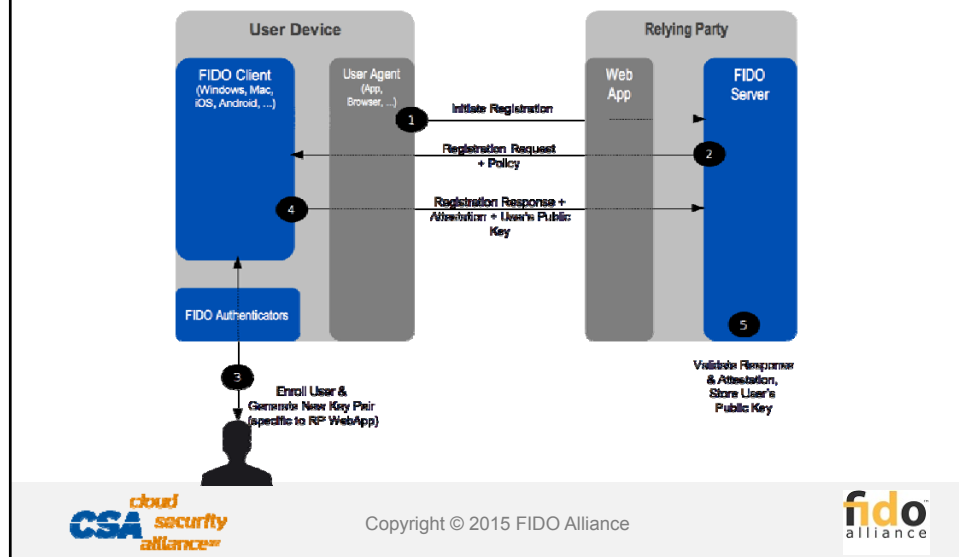 User Device
Relying Party
FIDO Client
(Windows, Mac,
iOS, Android, ...)
User Agent
(App,
Browser, ...)
Web
App
FIDO
Server
1
Initiate Registration
Registration Request
+ Policy
2
4
Registration Response +
Attestation + User's Public
Key
FIDO Authenticators
5
3
Enroll User &
Generate New Key Pair
(specific to RP WebApp)
Validate Response
& Attestation,
Store User's
Public Key
CSA cloud
security
alliance℠
Copyright © 2015 FIDO Alliance
fido™
alliance